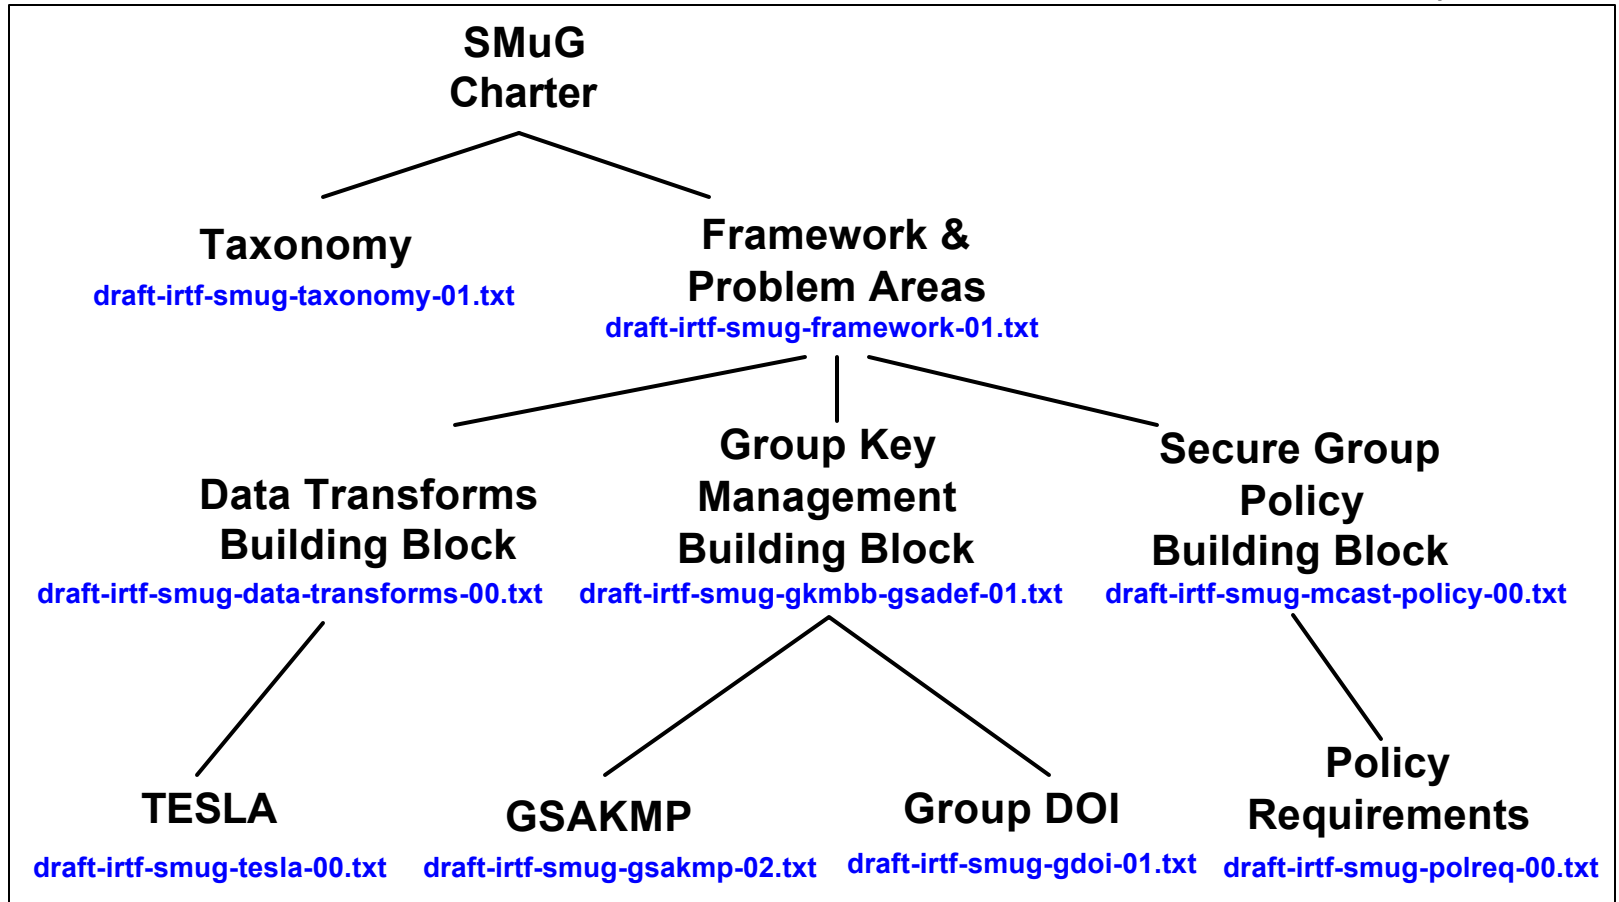 SMuG
Charter
Taxonomy
draft-irtf-smug-taxonomy-01.txt
Framework &
Problem Areas
draft-irtf-smug-framework-01.txt
Data Transforms
Building Block
draft-irtf-smug-data-transforms-00.txt
Group Key
Management
Building Block
draft-irtf-smug-gkmbb-gsadef-01.txt
Secure Group
Policy
Building Block
draft-irtf-smug-mcast-policy-00.txt
TESLA
draft-irtf-smug-tesla-00.txt
GSAKMP
draft-irtf-smug-gsakmp-02.txt
Group DOI
draft-irtf-smug-gdoi-01.txt
Policy
Requirements
draft-irtf-smug-polreq-00.txt